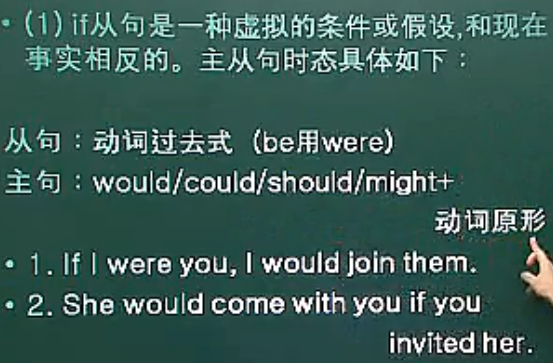 • (1) if从句是一种虚拟的条件或假设,和现在
事实相反的。主从句时态具体如下：
从句：动词过去式（be用were）
主句：would/could/should/might+
动词原形
• 1. If I were you, I would join them.
• 2. She would come with you if you
invited her.